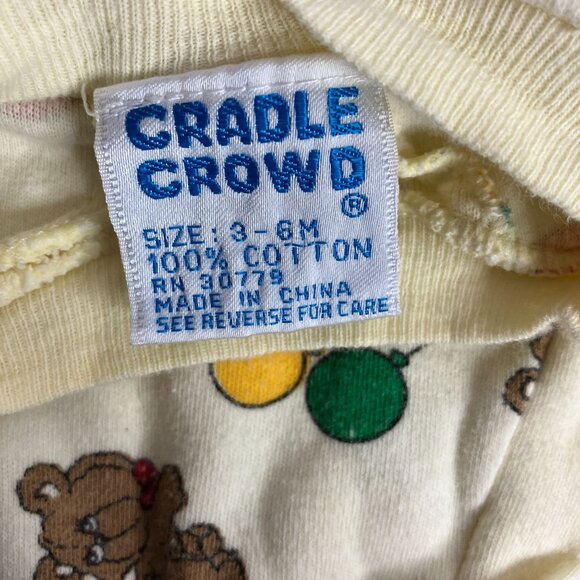 CRADLE
CROWD
®
SIZE: 3-6M
100% COTTON
RN 30779
MADE IN CHINA
SEE REVERSE FOR CARE